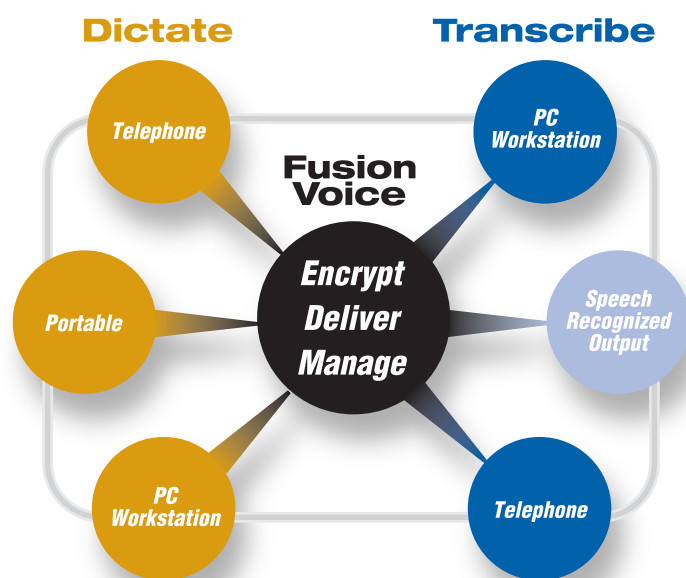 Dictate
Transcribe
Telephone
PC
Workstation
Fusion
Voice
Encrypt
Deliver
Manage
Portable
Speech
Recognized
Output
PC
Workstation
Telephone